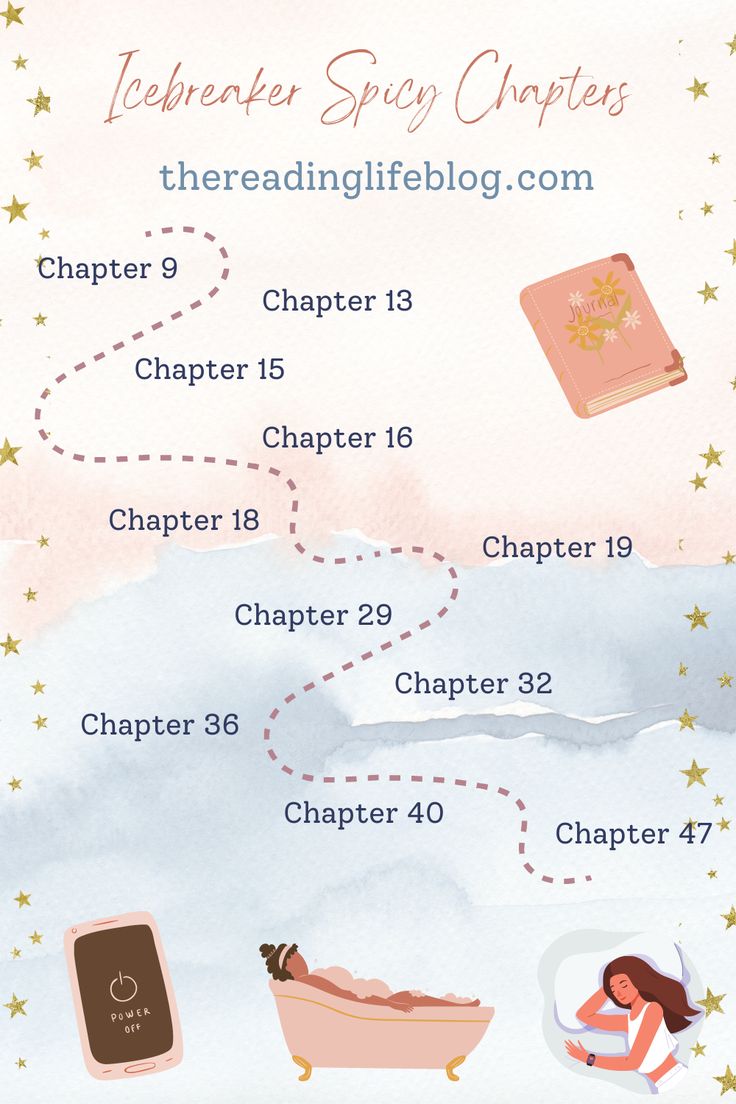 Icebreaker Spicy Chapters
thereadinglifeblog.com
Chapter 9
Chapter 13
Journal
Chapter 15
Chapter 16
Chapter 18
Chapter 19
Chapter 29
Chapter 32
Chapter 36
Chapter 40
Chapter 47
POWER
OFF